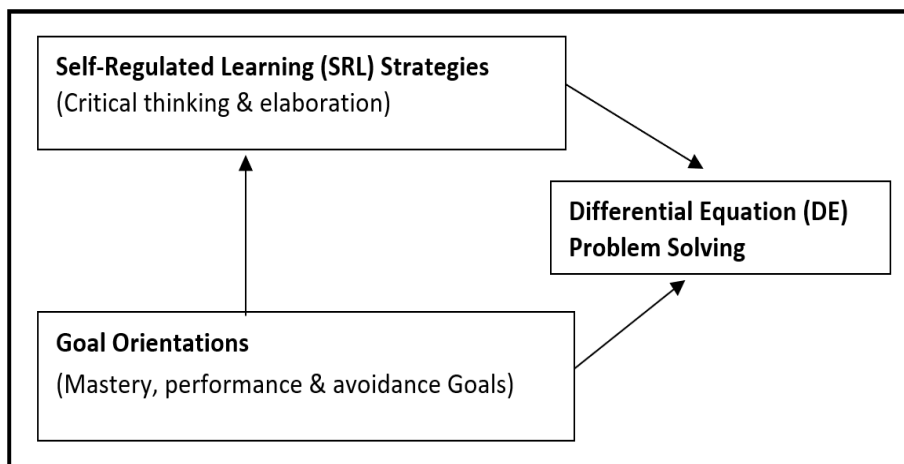 Self-Regulated Learning (SRL) Strategies
(Critical thinking & elaboration)
Differential Equation (DE)
Problem Solving
Goal Orientations
(Mastery, performance & avoidance Goals)